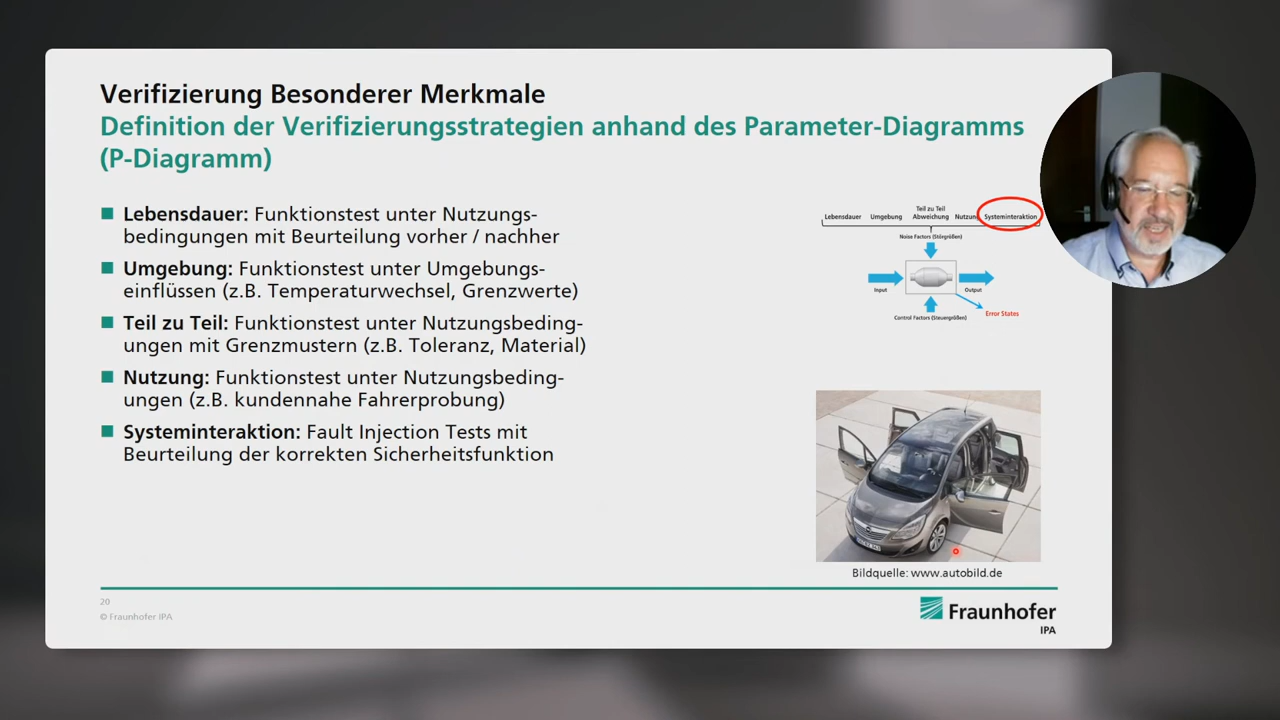 Verifizierung Besonderer Merkmale
Definition der Verifizierungsstrategien anhand des Parameter-Diagramms
(P-Diagramm)
Lebensdauer: Funktionstest unter Nutzungs-
bedingungen mit Beurteilung vorher / nachher
Umgebung: Funktionstest unter Umgebungs-
einflüssen (z.B. Temperaturwechsel, Grenzwerte)
Teil zu Teil: Funktionstest unter Nutzungsbeding-
ungen mit Grenzmustern (z.B. Toleranz, Material)
Nutzung: Funktionstest unter Nutzungsbeding-
ungen (z.B. kundennahe Fahrerprobung)
Systeminteraktion: Fault Injection Tests mit
Beurteilung der korrekten Sicherheitsfunktion
Teil zu Teil
Lebensdauer Umgebung Abweichung Nutzung Systeminteraktion
Noise Factors (Störgrößen)
Input Output
Control Factors (Steuergrößen)
Error States
Bildquelle: www.autobild.de
20
© Fraunhofer IPA
Fraunhofer
IPA